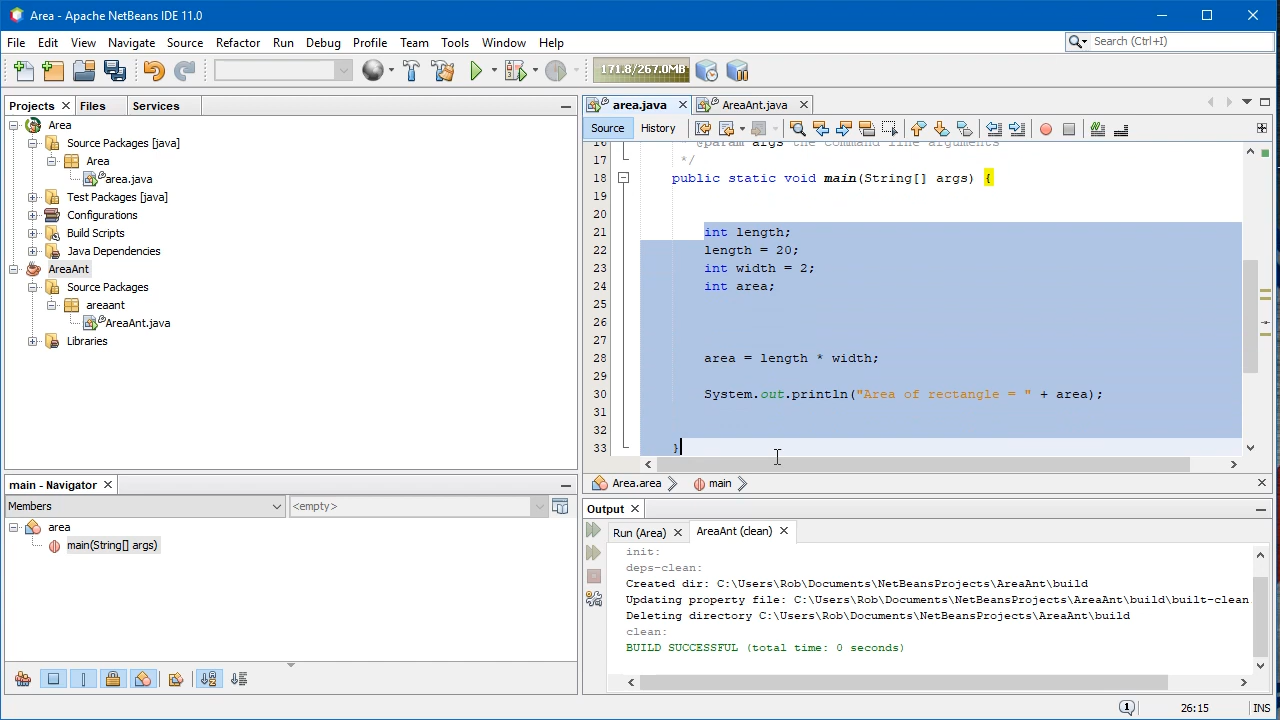 Area - Apache NetBeans IDE 11.0
File Edit View Navigate Source Refactor Run Debug Profile Team Tools Window Help
Search (Ctrl+I)
171.8/267.0MB
Projects Files Services
area.java AreaAnt.java
Source History
Area
Source Packages [java]
Area
area.java
Test Packages [java]
Configurations
Build Scripts
Java Dependencies
AreaAnt
Source Packages
areaant
AreaAnt.java
Libraries
16 * @param args the command line arguments
17 */
18 public static void main(String[] args) {
19
20
21 int length;
22 length = 20;
23 int width = 2;
24 int area;
25
26
27
28 area = length * width;
29
30 System.out.println("Area of rectangle = " + area);
31
32
33 }
Area.area main
main - Navigator
Members <empty>
area
main(String[] args)
Output
Run (Area) AreaAnt (clean)
init:
deps-clean:
Created dir: C:\Users\Rob\Documents\NetBeansProjects\AreaAnt\build
Updating property file: C:\Users\Rob\Documents\NetBeansProjects\AreaAnt\build\built-clean
Deleting directory C:\Users\Rob\Documents\NetBeansProjects\AreaAnt\build
clean:
BUILD SUCCESSFUL (total time: 0 seconds)
1 26:15 INS